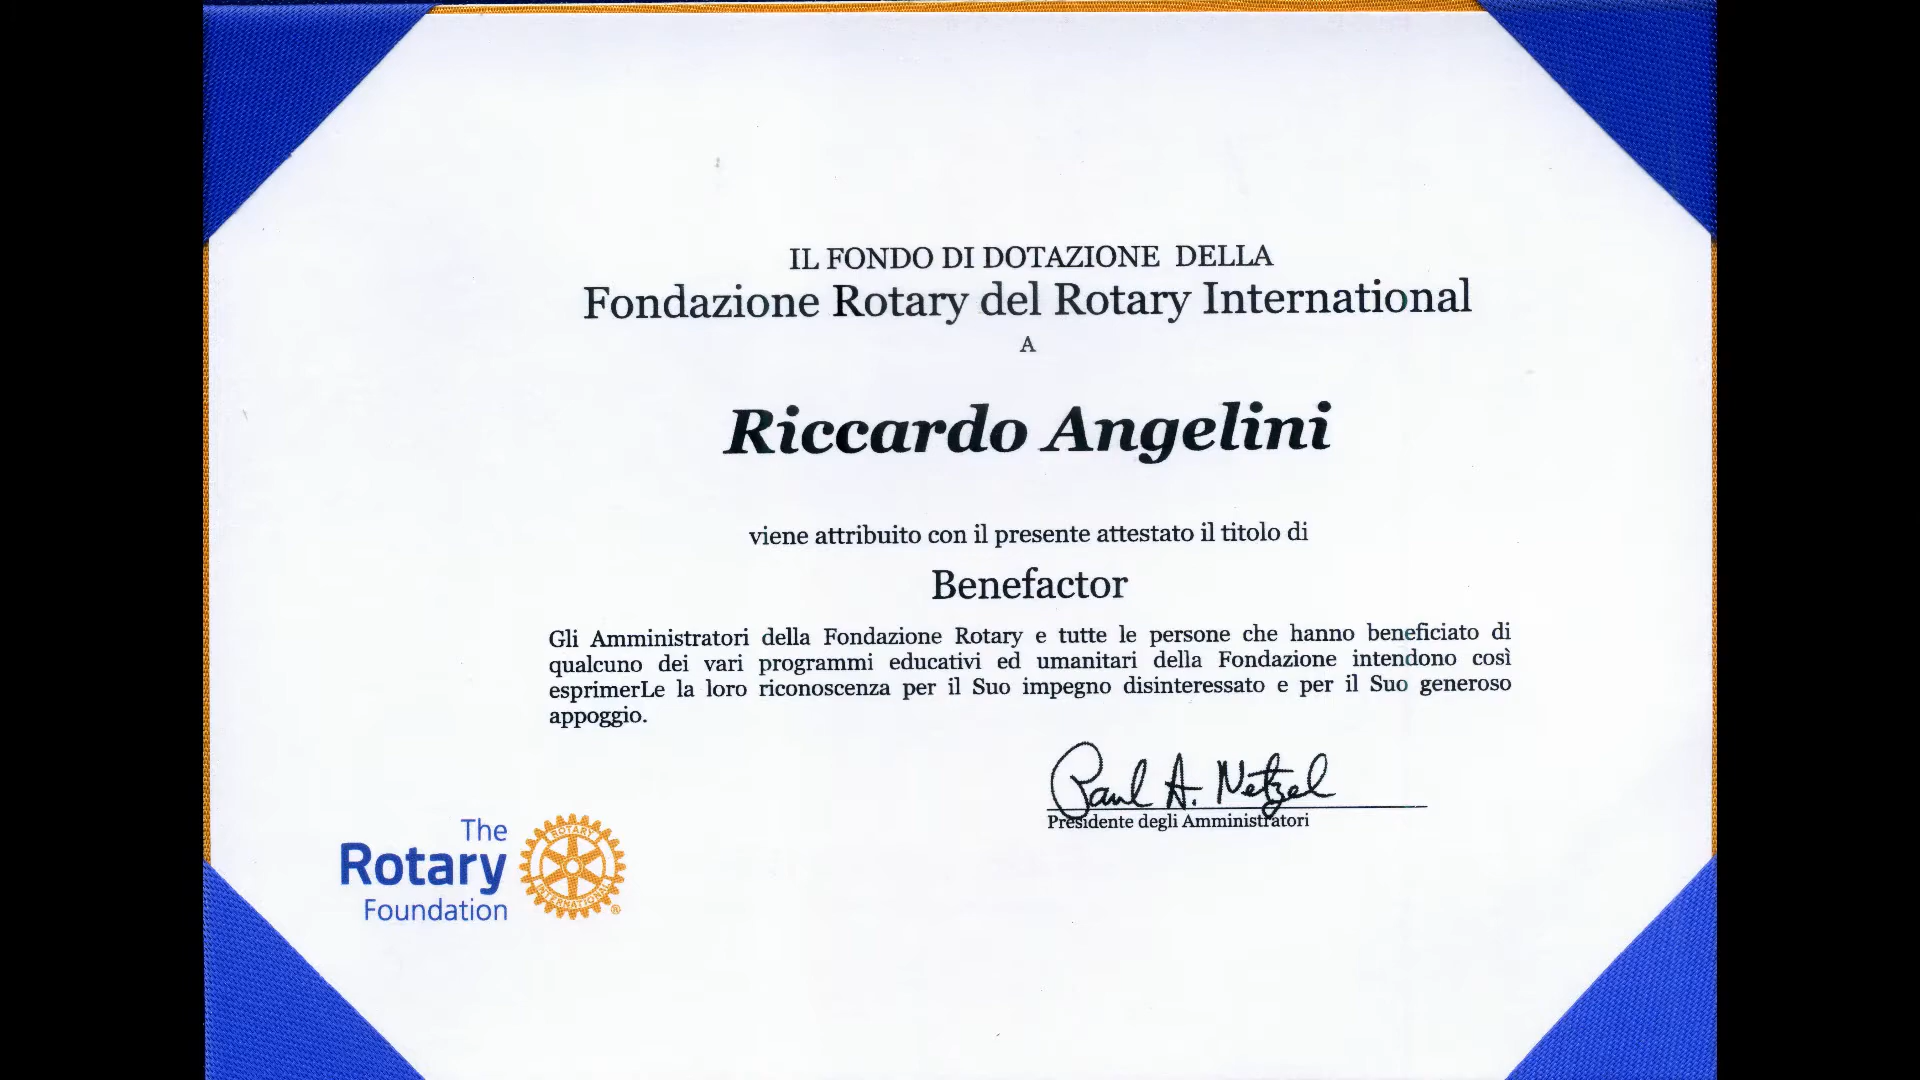 IL FONDO DI DOTAZIONE DELLA
Fondazione Rotary del Rotary International
A
Riccardo Angelini
viene attribuito con il presente attestato il titolo di
Benefactor
Gli Amministratori della Fondazione Rotary e tutte le persone che hanno beneficiato di
qualcuno dei vari programmi educativi ed umanitari della Fondazione intendono così
esprimerLe la loro riconoscenza per il Suo impegno disinteressato e per il Suo generoso
appoggio.
Paul A. Netzel
Presidente degli Amministratori
The
Rotary
Foundation
ROTARY
INTERNATIONAL
®